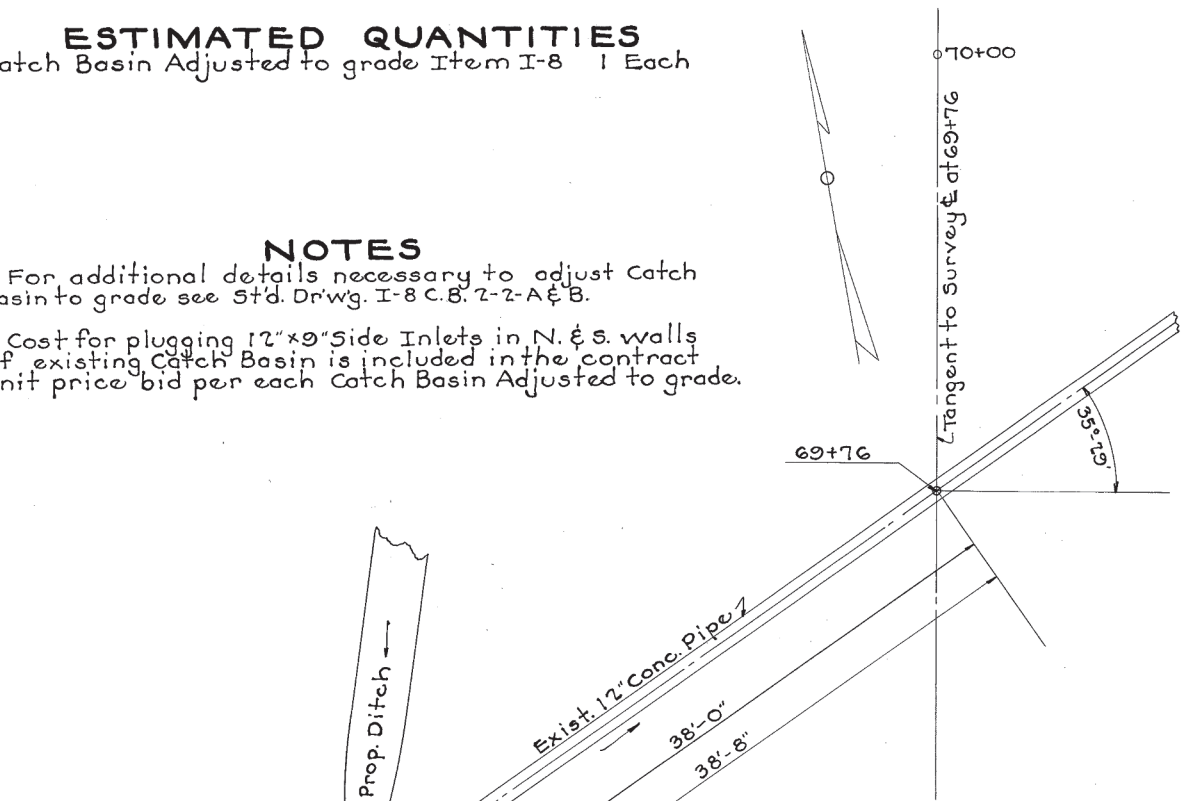 ESTIMATED QUANTITIES
atch Basin Adjusted to grade Item I-8 1 Each
NOTES
For additional details necessary to adjust Catch
asin to grade see St'd. Dr'w'g. I-8 C.B. 2-2-A & B.
Cost for plugging 12"x9" Side Inlets in N. & S. walls
f existing Catch Basin is included in the contract
nit price bid per each Catch Basin Adjusted to grade.
70+00
Tangent to Survey ℄ at 69+76
69+76
35°-29'
Exist. 12" Conc. Pipe
38'-0"
38'-8"
Prop. Ditch